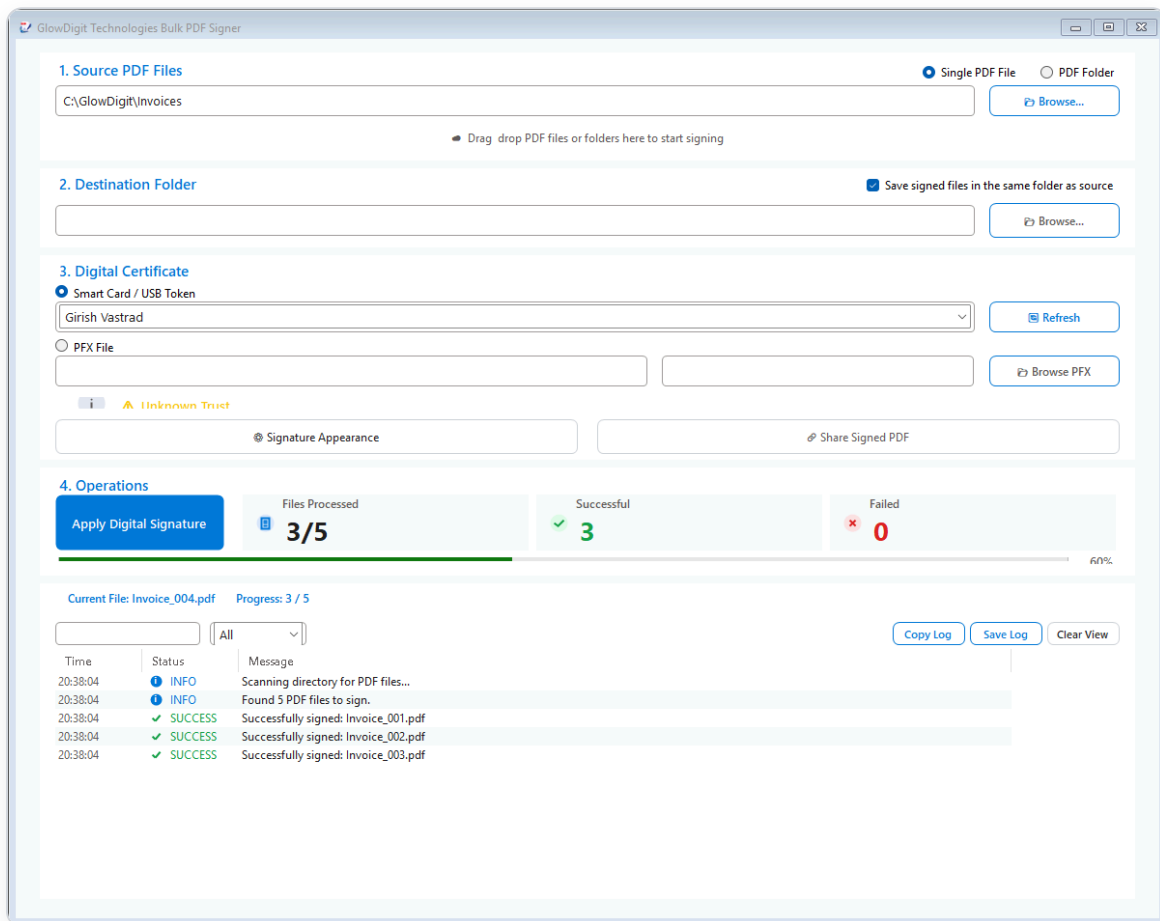 GlowDigit Technologies Bulk PDF Signer
1. Source PDF Files
Single PDF File
PDF Folder
C:\GlowDigit\Invoices
Browse...
Drag drop PDF files or folders here to start signing
2. Destination Folder
Save signed files in the same folder as source
Browse...
3. Digital Certificate
Smart Card / USB Token
Girish Vastrad
Refresh
PFX File
Browse PFX
i
Unknown Trust
Signature Appearance
Share Signed PDF
4. Operations
Apply Digital Signature
Files Processed
3/5
Successful
3
Failed
0
60%
Current File: Invoice_004.pdf Progress: 3 / 5
All
Copy Log
Save Log
Clear View
Time Status Message
20:38:04 INFO Scanning directory for PDF files...
20:38:04 INFO Found 5 PDF files to sign.
20:38:04 SUCCESS Successfully signed: Invoice_001.pdf
20:38:04 SUCCESS Successfully signed: Invoice_002.pdf
20:38:04 SUCCESS Successfully signed: Invoice_003.pdf